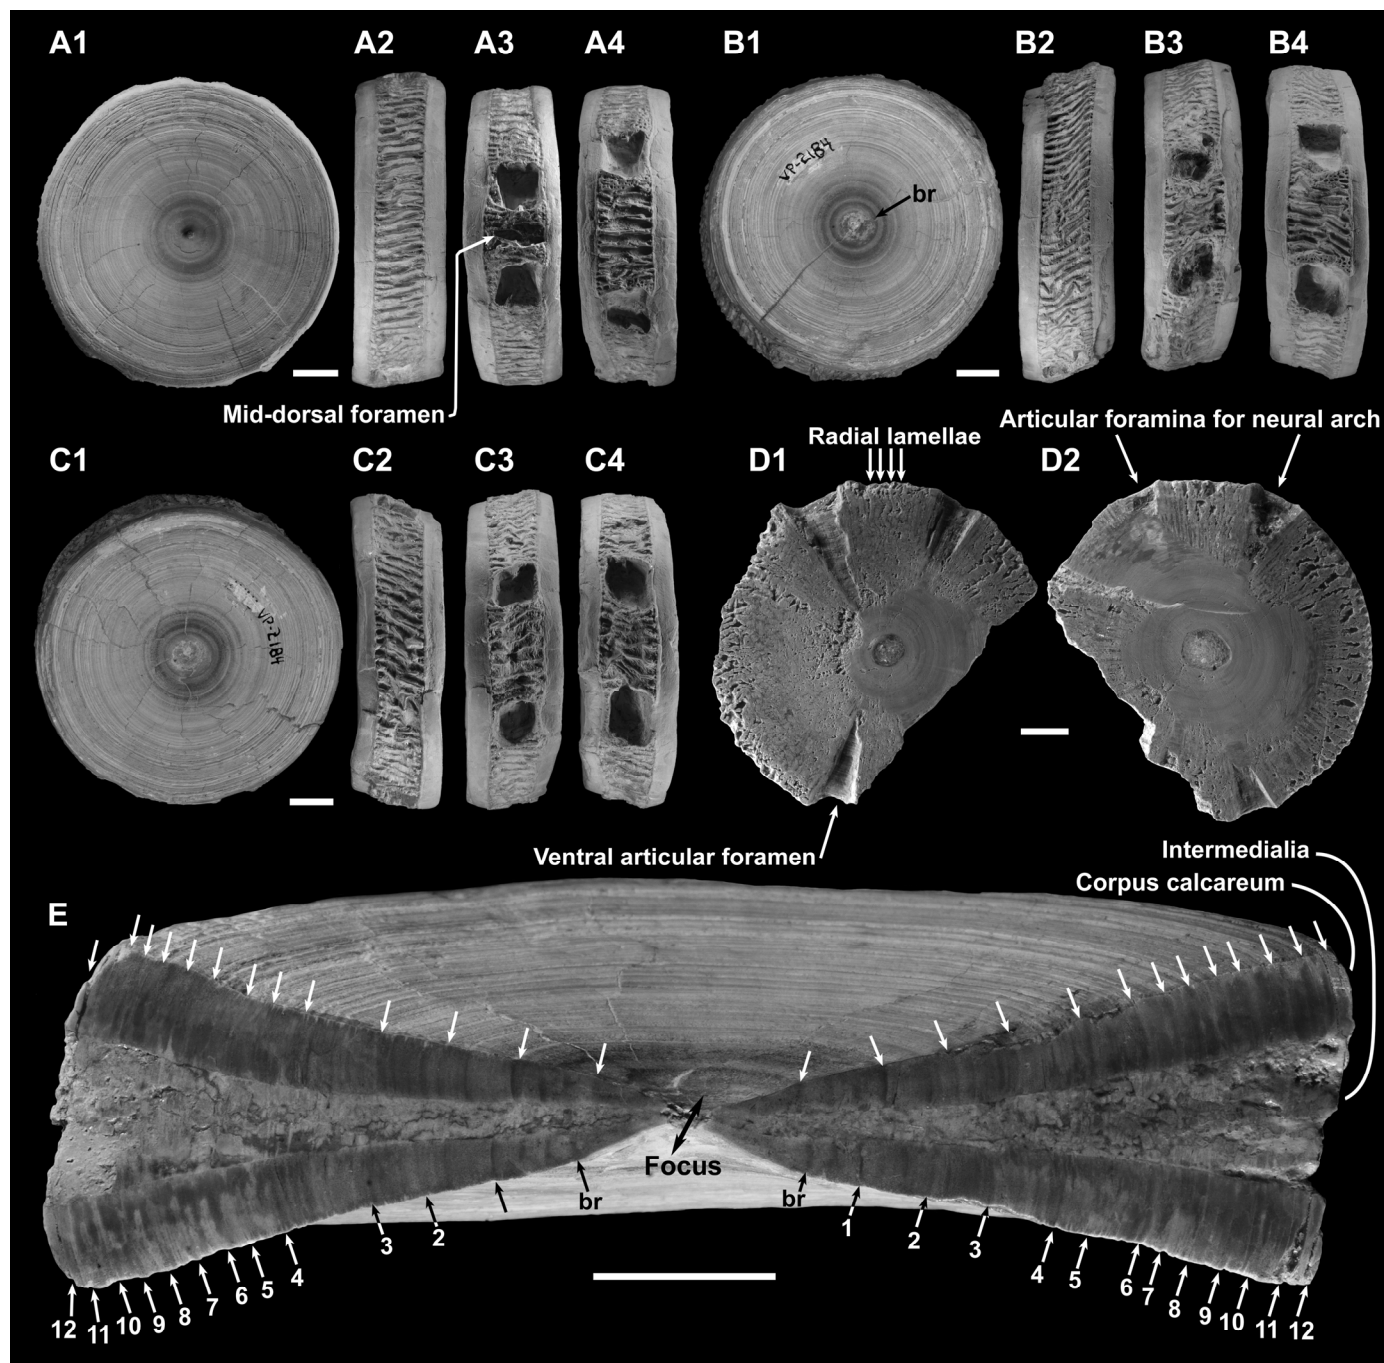 A1 A2 A3 A4 B1 B2 B3 B4
VP-2184
br
Mid-dorsal foramen
Radial lamellae
Articular foramina for neural arch
C1 C2 C3 C4 D1 D2
VP-2184
Ventral articular foramen
Intermedialia
Corpus calcareum
E
Focus
br br
3 2 1 2 3
12 11 10 9 8 7 6 5 4 4 5 6 7 8 9 10 11 12